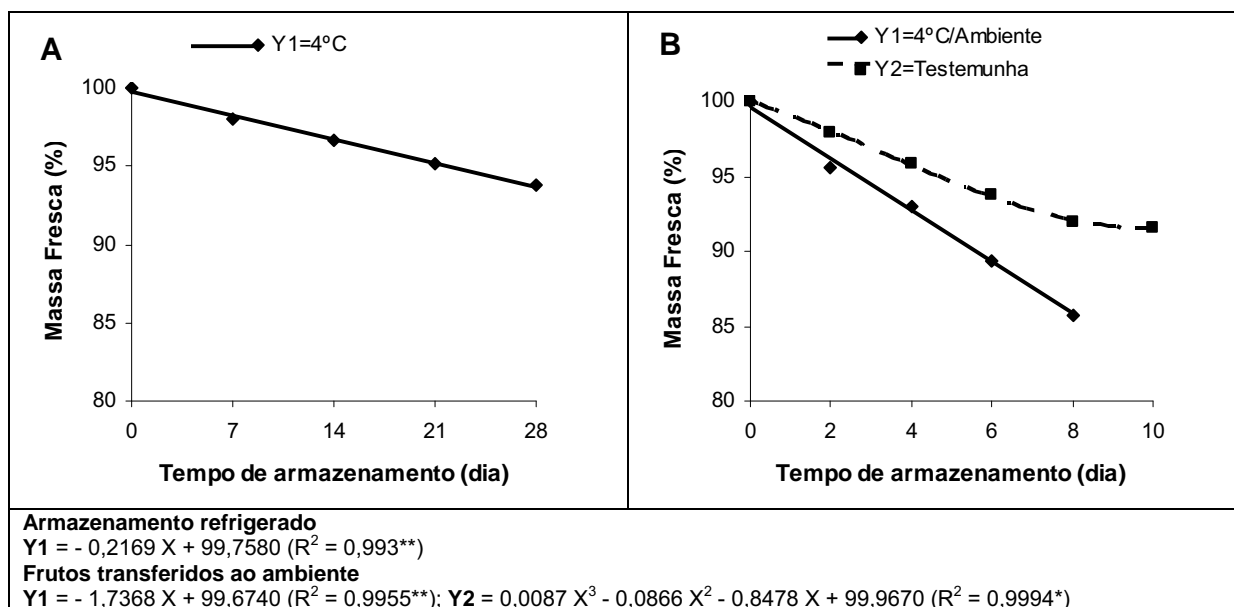 A
Y1=4ºC
Massa Fresca (%)
100
95
90
85
80
0 7 14 21 28
Tempo de armazenamento (dia)
B
Y1=4ºC/Ambiente
Y2=Testemunha
Massa Fresca (%)
100
95
90
85
80
0 2 4 6 8 10
Tempo de armazenamento (dia)
Armazenamento refrigerado
Y1 = - 0,2169 X + 99,7580 (R² = 0,993**)
Frutos transferidos ao ambiente
Y1 = - 1,7368 X + 99,6740 (R² = 0,9955**); Y2 = 0,0087 X³ - 0,0866 X² - 0,8478 X + 99,9670 (R² = 0,9994*)